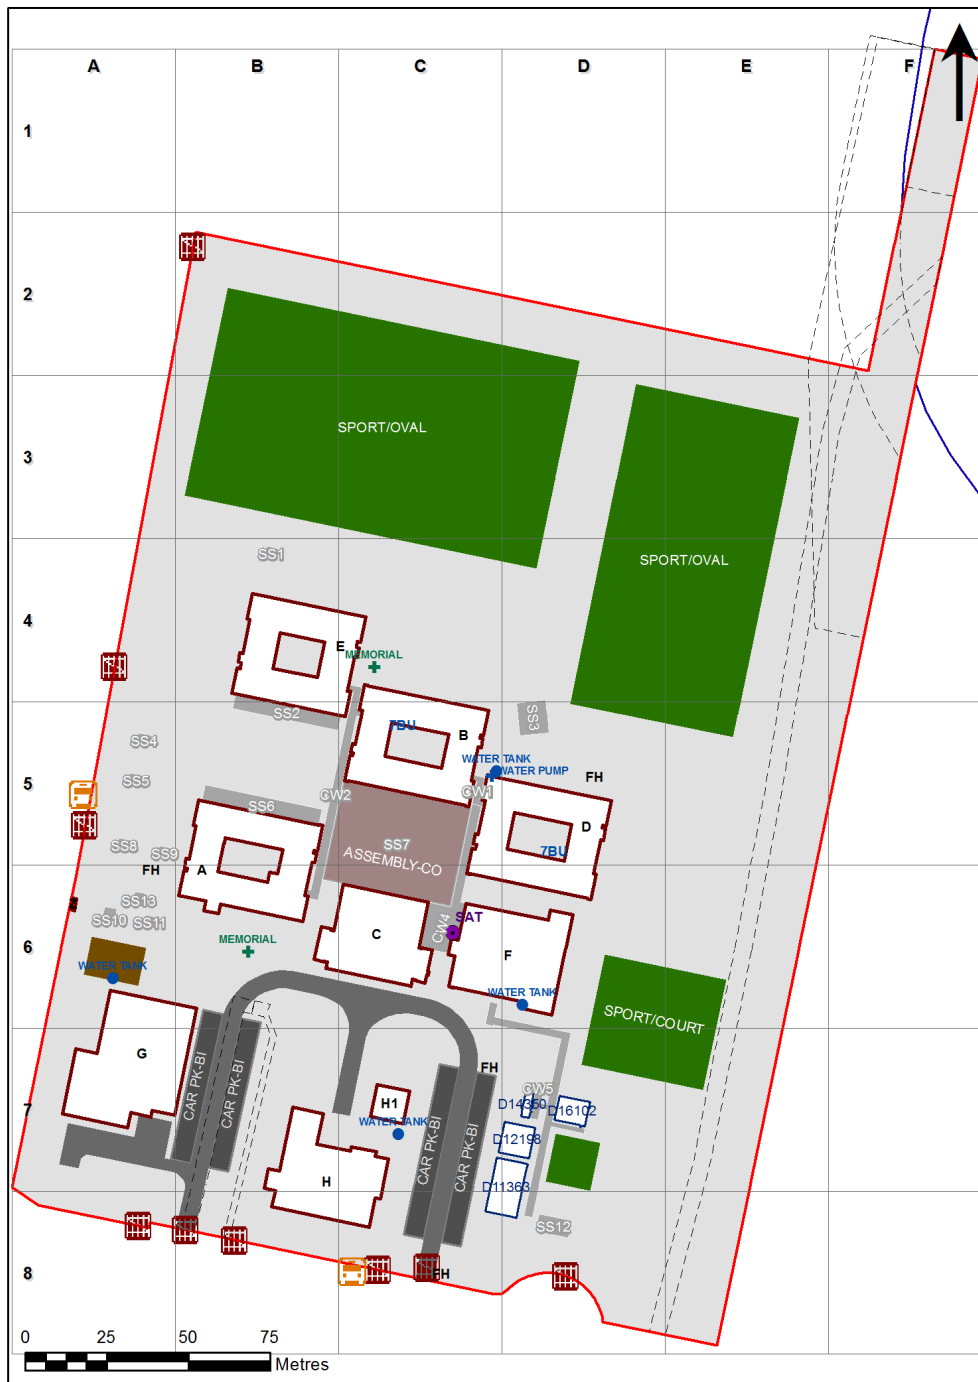 A B C D E F
1
2
SPORT/OVAL
3
SS1
SPORT/OVAL
4
E
MEMORIAL
SS2
SS3
7BU
B
SS4
WATER TANK
WATER PUMP
FH
5
SS5
CW2
CW1
SS6
D
SS8
SS7
7BU
SS9
ASSEMBLY-CO
FH
A
SS13
SS10
SS11
SAT
CW4
C
MEMORIAL
6
F
WATER TANK
WATER TANK
SPORT/COURT
G
FH
CAR PK-BI
CAR PK-BI
CW5
H1
D14350
D16102
7
WATER TANK
CAR PK-BI
CAR PK-BI
D12198
H
D11363
SS12
8
FH
0 25 50 75
Metres